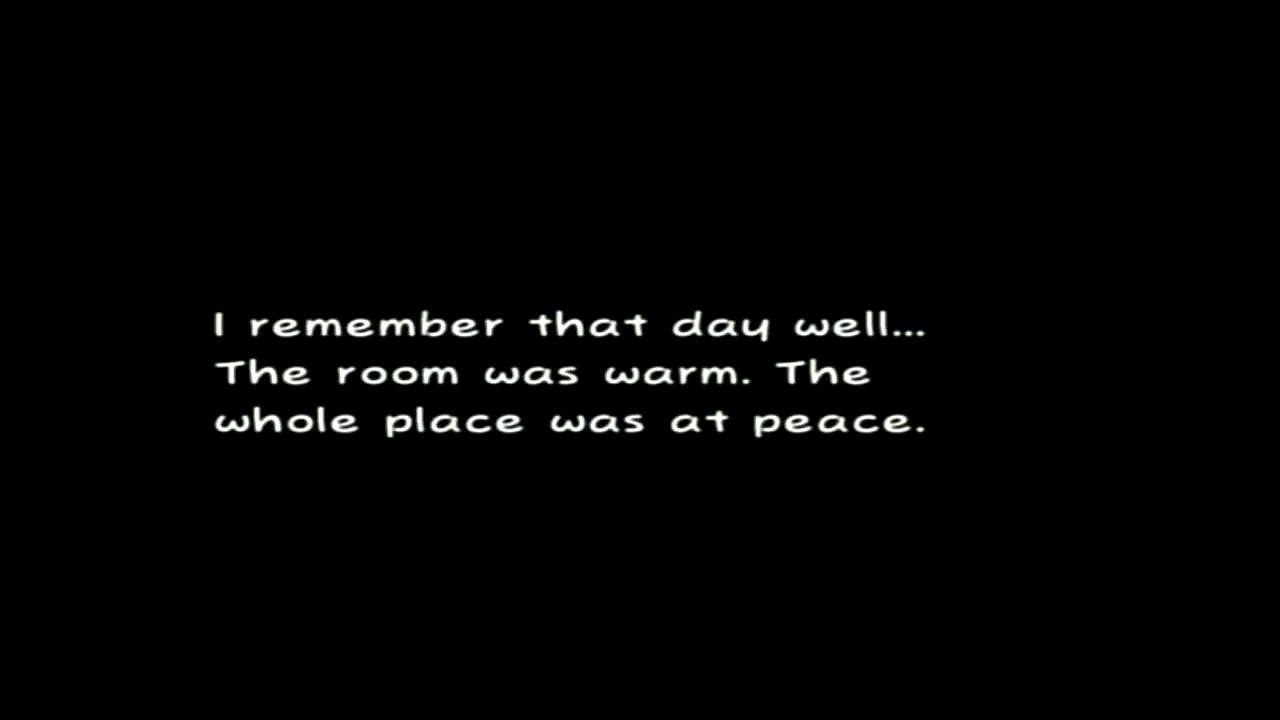 I remember that day well...
The room was warm. The
whole place was at peace.